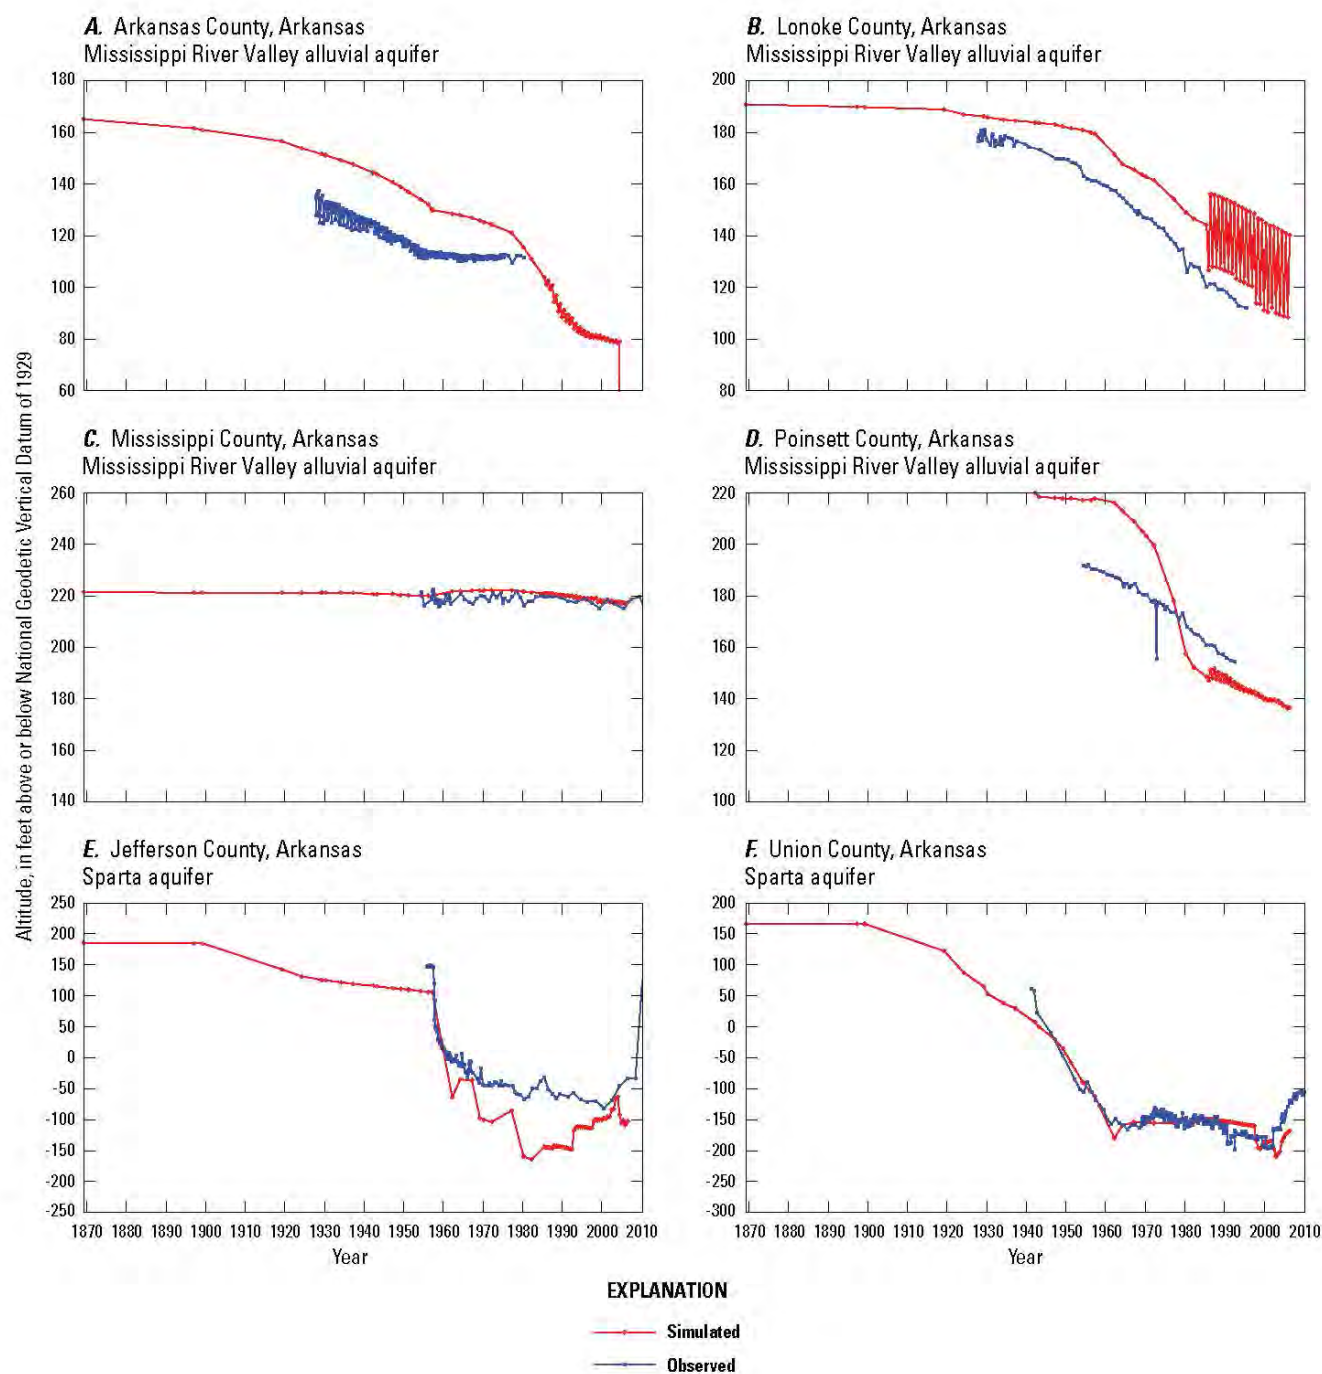 A. Arkansas County, Arkansas
Mississippi River Valley alluvial aquifer
180
160
140
120
100
80
60
B. Lonoke County, Arkansas
Mississippi River Valley alluvial aquifer
200
180
160
140
120
100
80
C. Mississippi County, Arkansas
Mississippi River Valley alluvial aquifer
260
240
220
200
180
160
140
D. Poinsett County, Arkansas
Mississippi River Valley alluvial aquifer
220
200
180
160
140
120
100
Altitude, in feet above or below National Geodetic Vertical Datum of 1929
E. Jefferson County, Arkansas
Sparta aquifer
250
200
150
100
50
0
-50
-100
-150
-200
-250
1870 1880 1890 1900 1910 1920 1930 1940 1950 1960 1970 1980 1990 2000 2010
Year
F. Union County, Arkansas
Sparta aquifer
200
150
100
50
0
-50
-100
-150
-200
-250
-300
1870 1880 1890 1900 1910 1920 1930 1940 1950 1960 1970 1980 1990 2000 2010
Year
EXPLANATION
Simulated
Observed